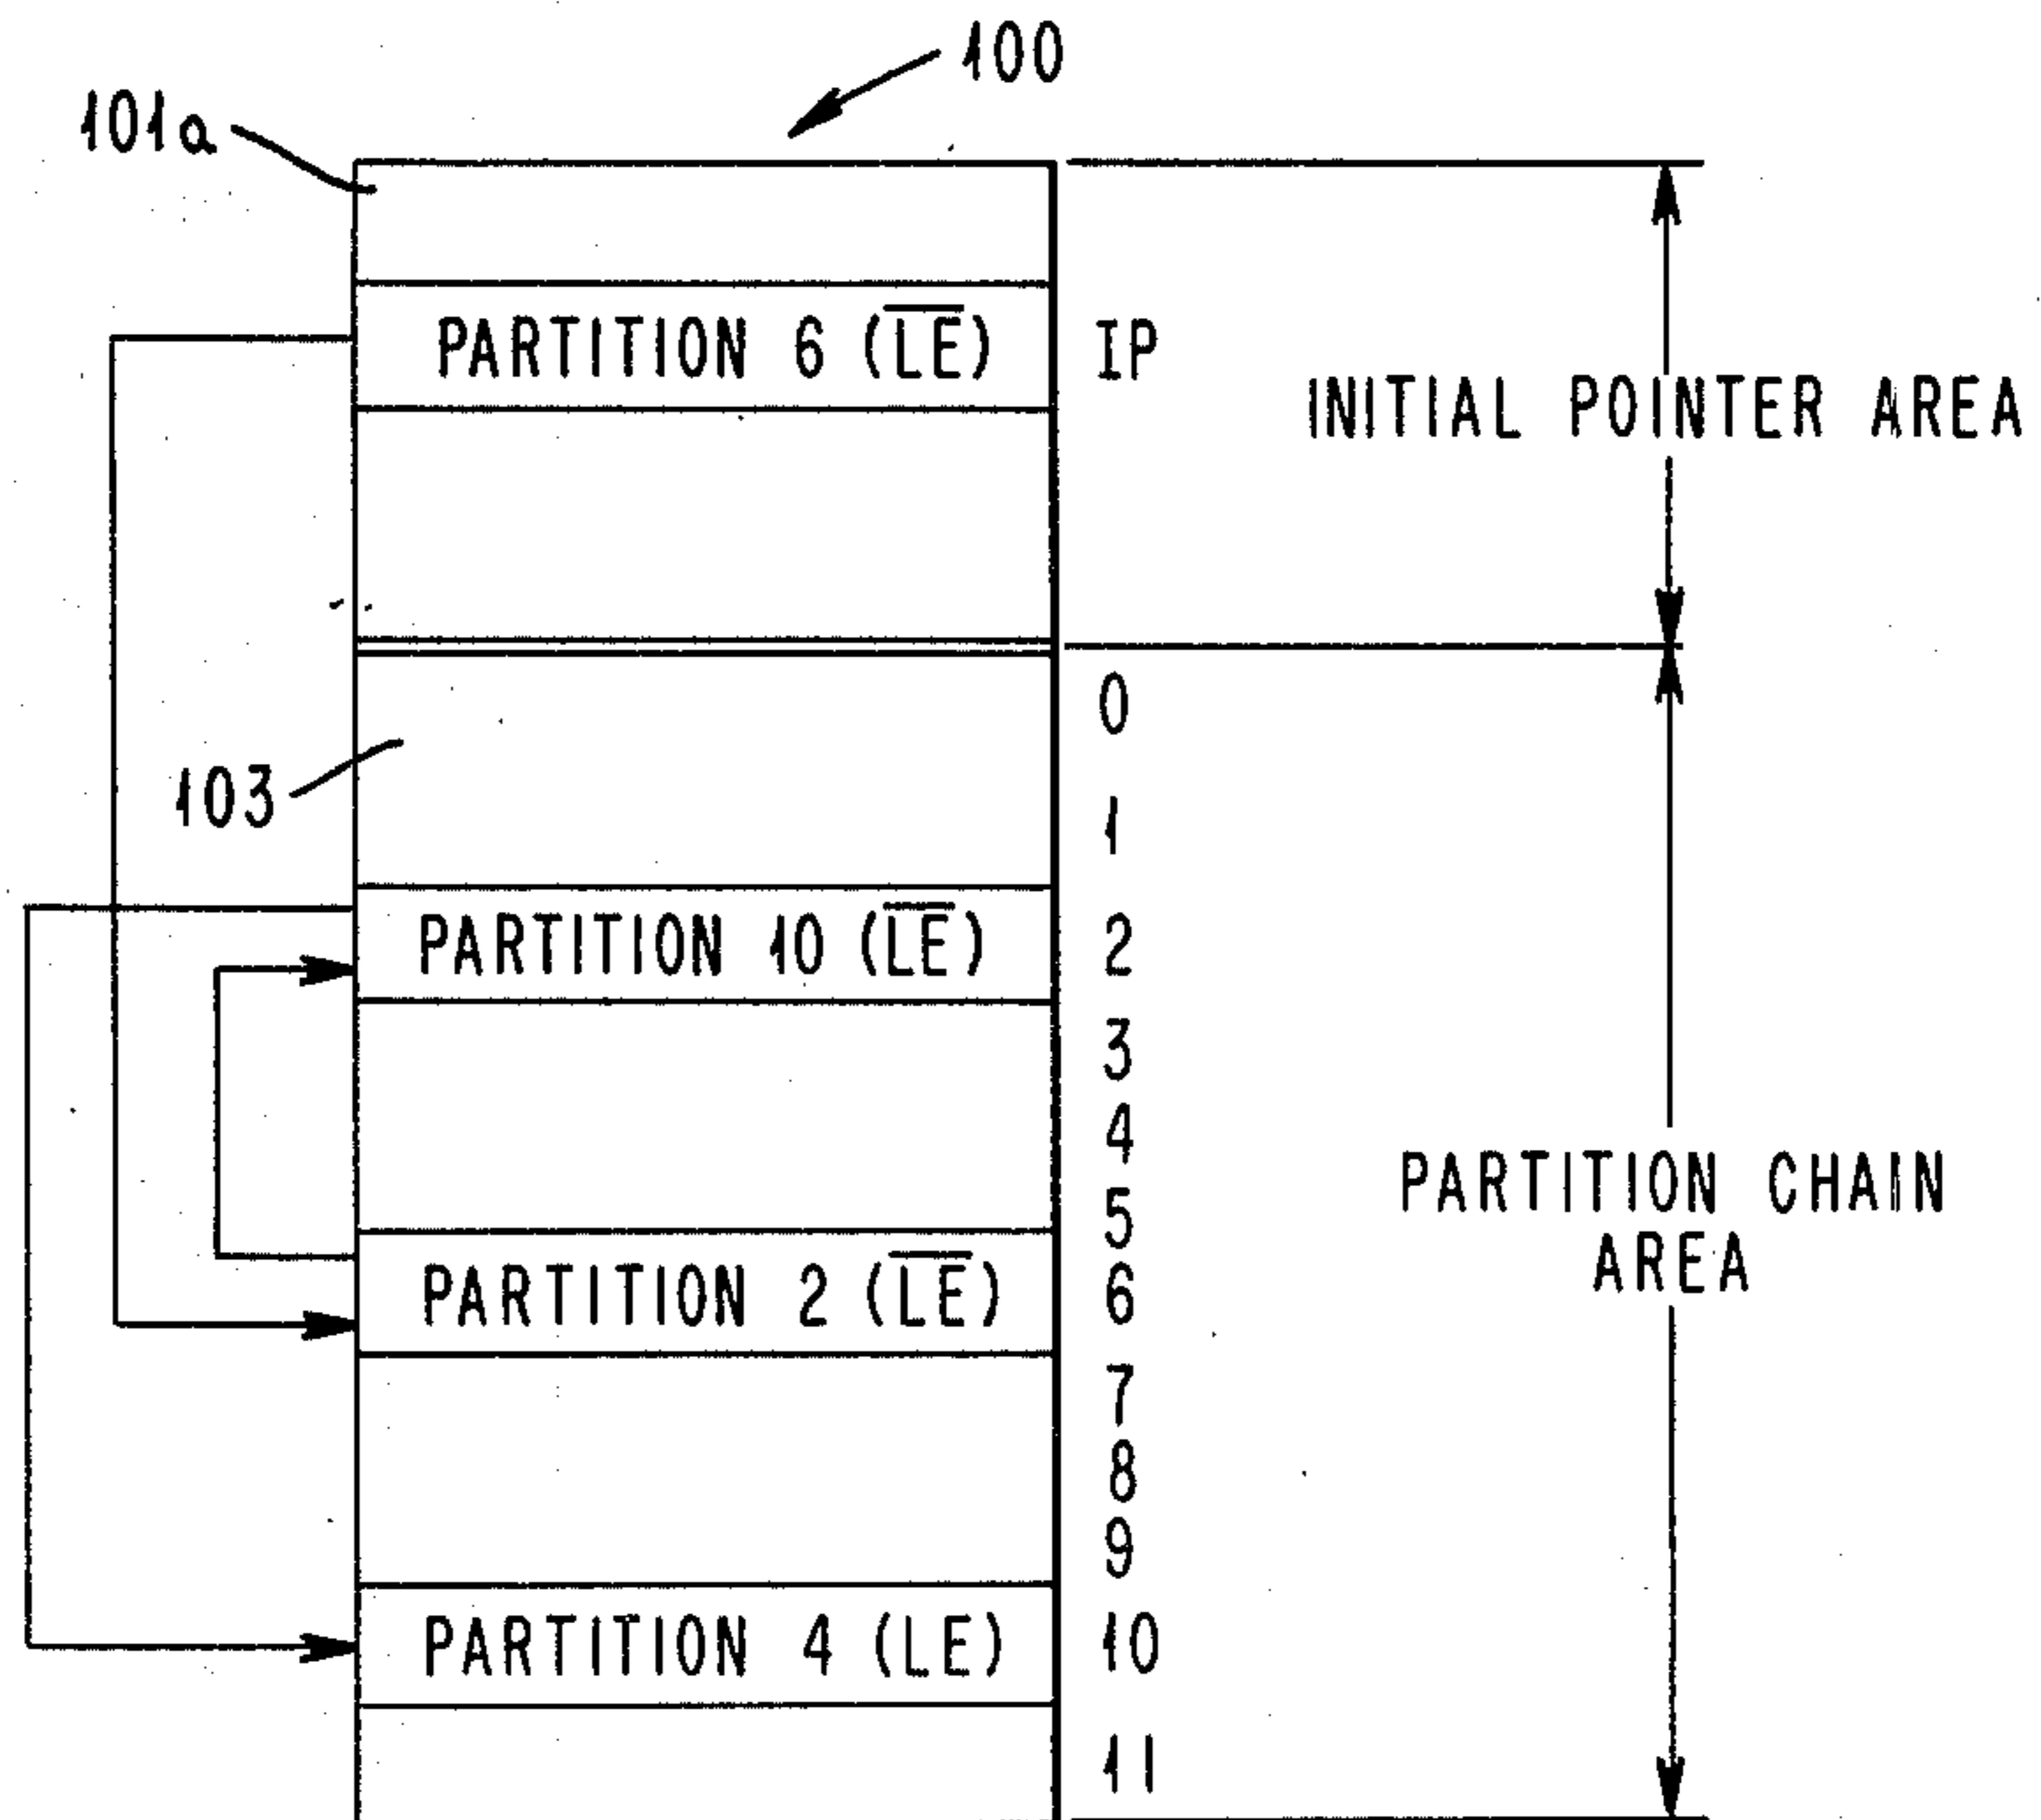 100
101a
PARTITION 6 (L̅E̅) IP
INITIAL POINTER AREA
0
103
1
PARTITION 10 (L̅E̅) 2
3
4
PARTITION CHAIN
AREA
5
PARTITION 2 (L̅E̅) 6
7
8
9
PARTITION 4 (LE) 10
11